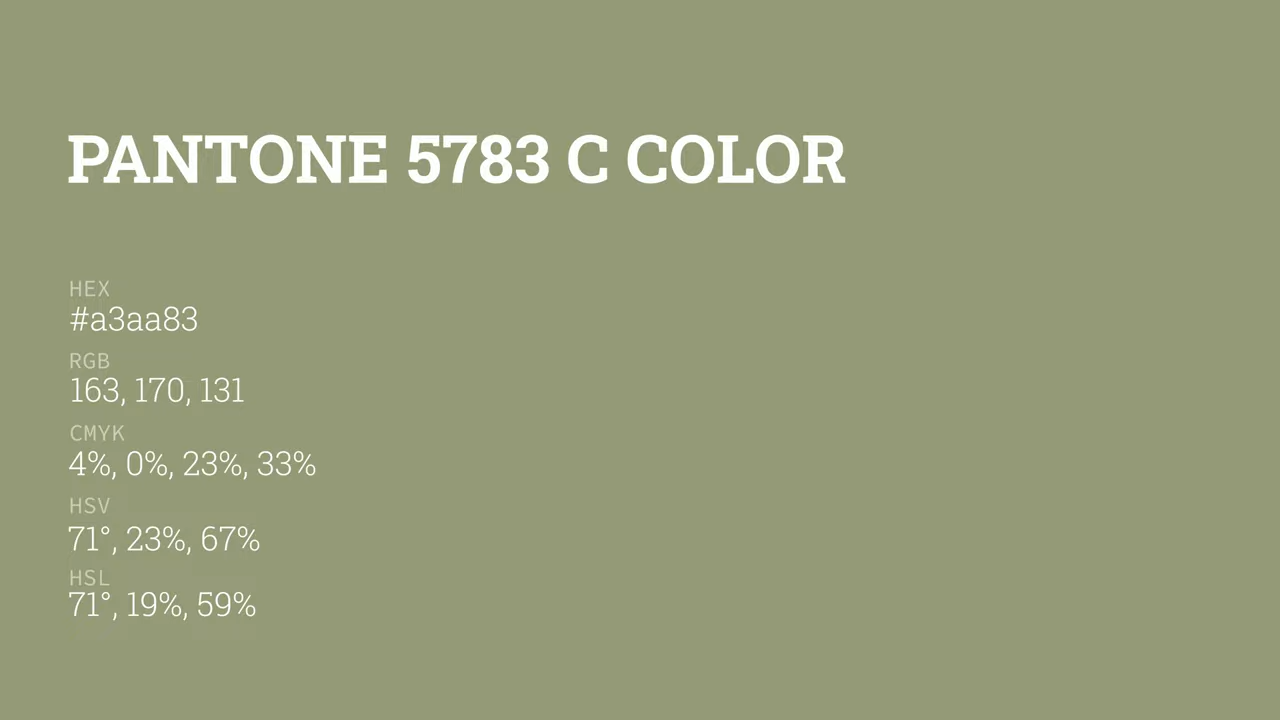 PANTONE 5783 C COLOR
HEX
#a3aa83
RGB
163, 170, 131
CMYK
4%, 0%, 23%, 33%
HSV
71°, 23%, 67%
HSL
71°, 19%, 59%